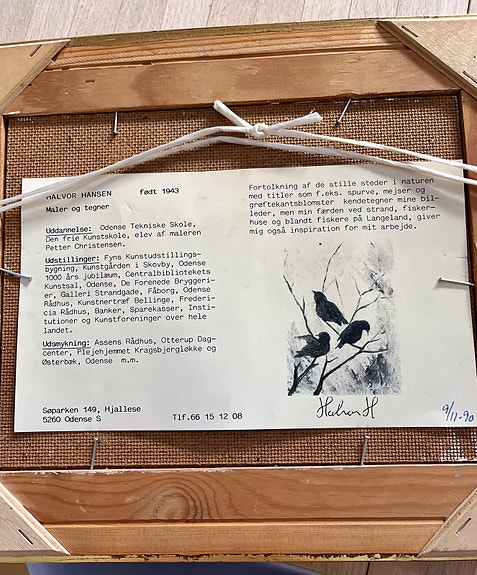 HALVOR HANSEN født 1943
Maler og tegner
Uddannelse: Odense Tekniske Skole,
Den frie Kunstskole, elev af maleren
Petter Christensen.
Udstillinger: Fyns Kunstudstillings-
bygning, Kunstgården i Skovby, Odense
1000 års jubilæum, Centralbibliotekets
Kunstsal, Odense, De Forenede Bryggeri-
er, Galleri Strandgade, Fåborg, Odense
Rådhus, Kunstnertræf Bellinge, Frederi-
cia Rådhus, Banker, Sparekasser, Insti-
tutioner og Kunstforeninger over hele
landet.
Udsmykning: Assens Rådhus, Otterup Dag-
center, Plejehjemmet Kragsbjergløkke og
Østerbæk, Odense m.m.
Søparken 149, Hjallese
5260 Odense S Tlf.66 15 12 08
Fortolkning af de stille steder i naturen
med titler som f.eks. spurve, mejser og
grøftekantsblomster kendetegner mine bil-
leder, men min færden ved strand, fisker-
huse og blandt fiskere på Langeland, giver
mig også inspiration for mit arbejde.
Halvor H
9/11-90